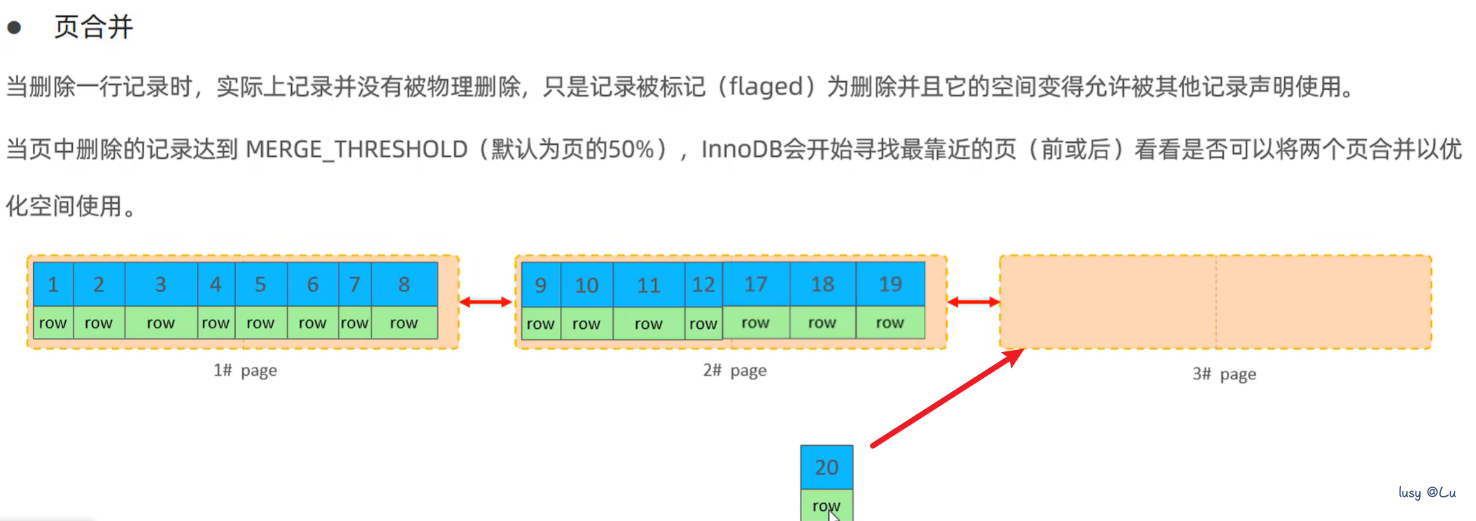 ● 页合并
当删除一行记录时，实际上记录并没有被物理删除，只是记录被标记（flaged）为删除并且它的空间变得允许被其他记录声明使用。
当页中删除的记录达到 MERGE_THRESHOLD（默认为页的50%），InnoDB会开始寻找最靠近的页（前或后）看看是否可以将两个页合并以优
化空间使用。
1 2 3 4 5 6 7 8
row row row row row row row row
1# page
9 10 11 12 17 18 19
row row row row row row row
2# page
3# page
20
row
lusy @Lu